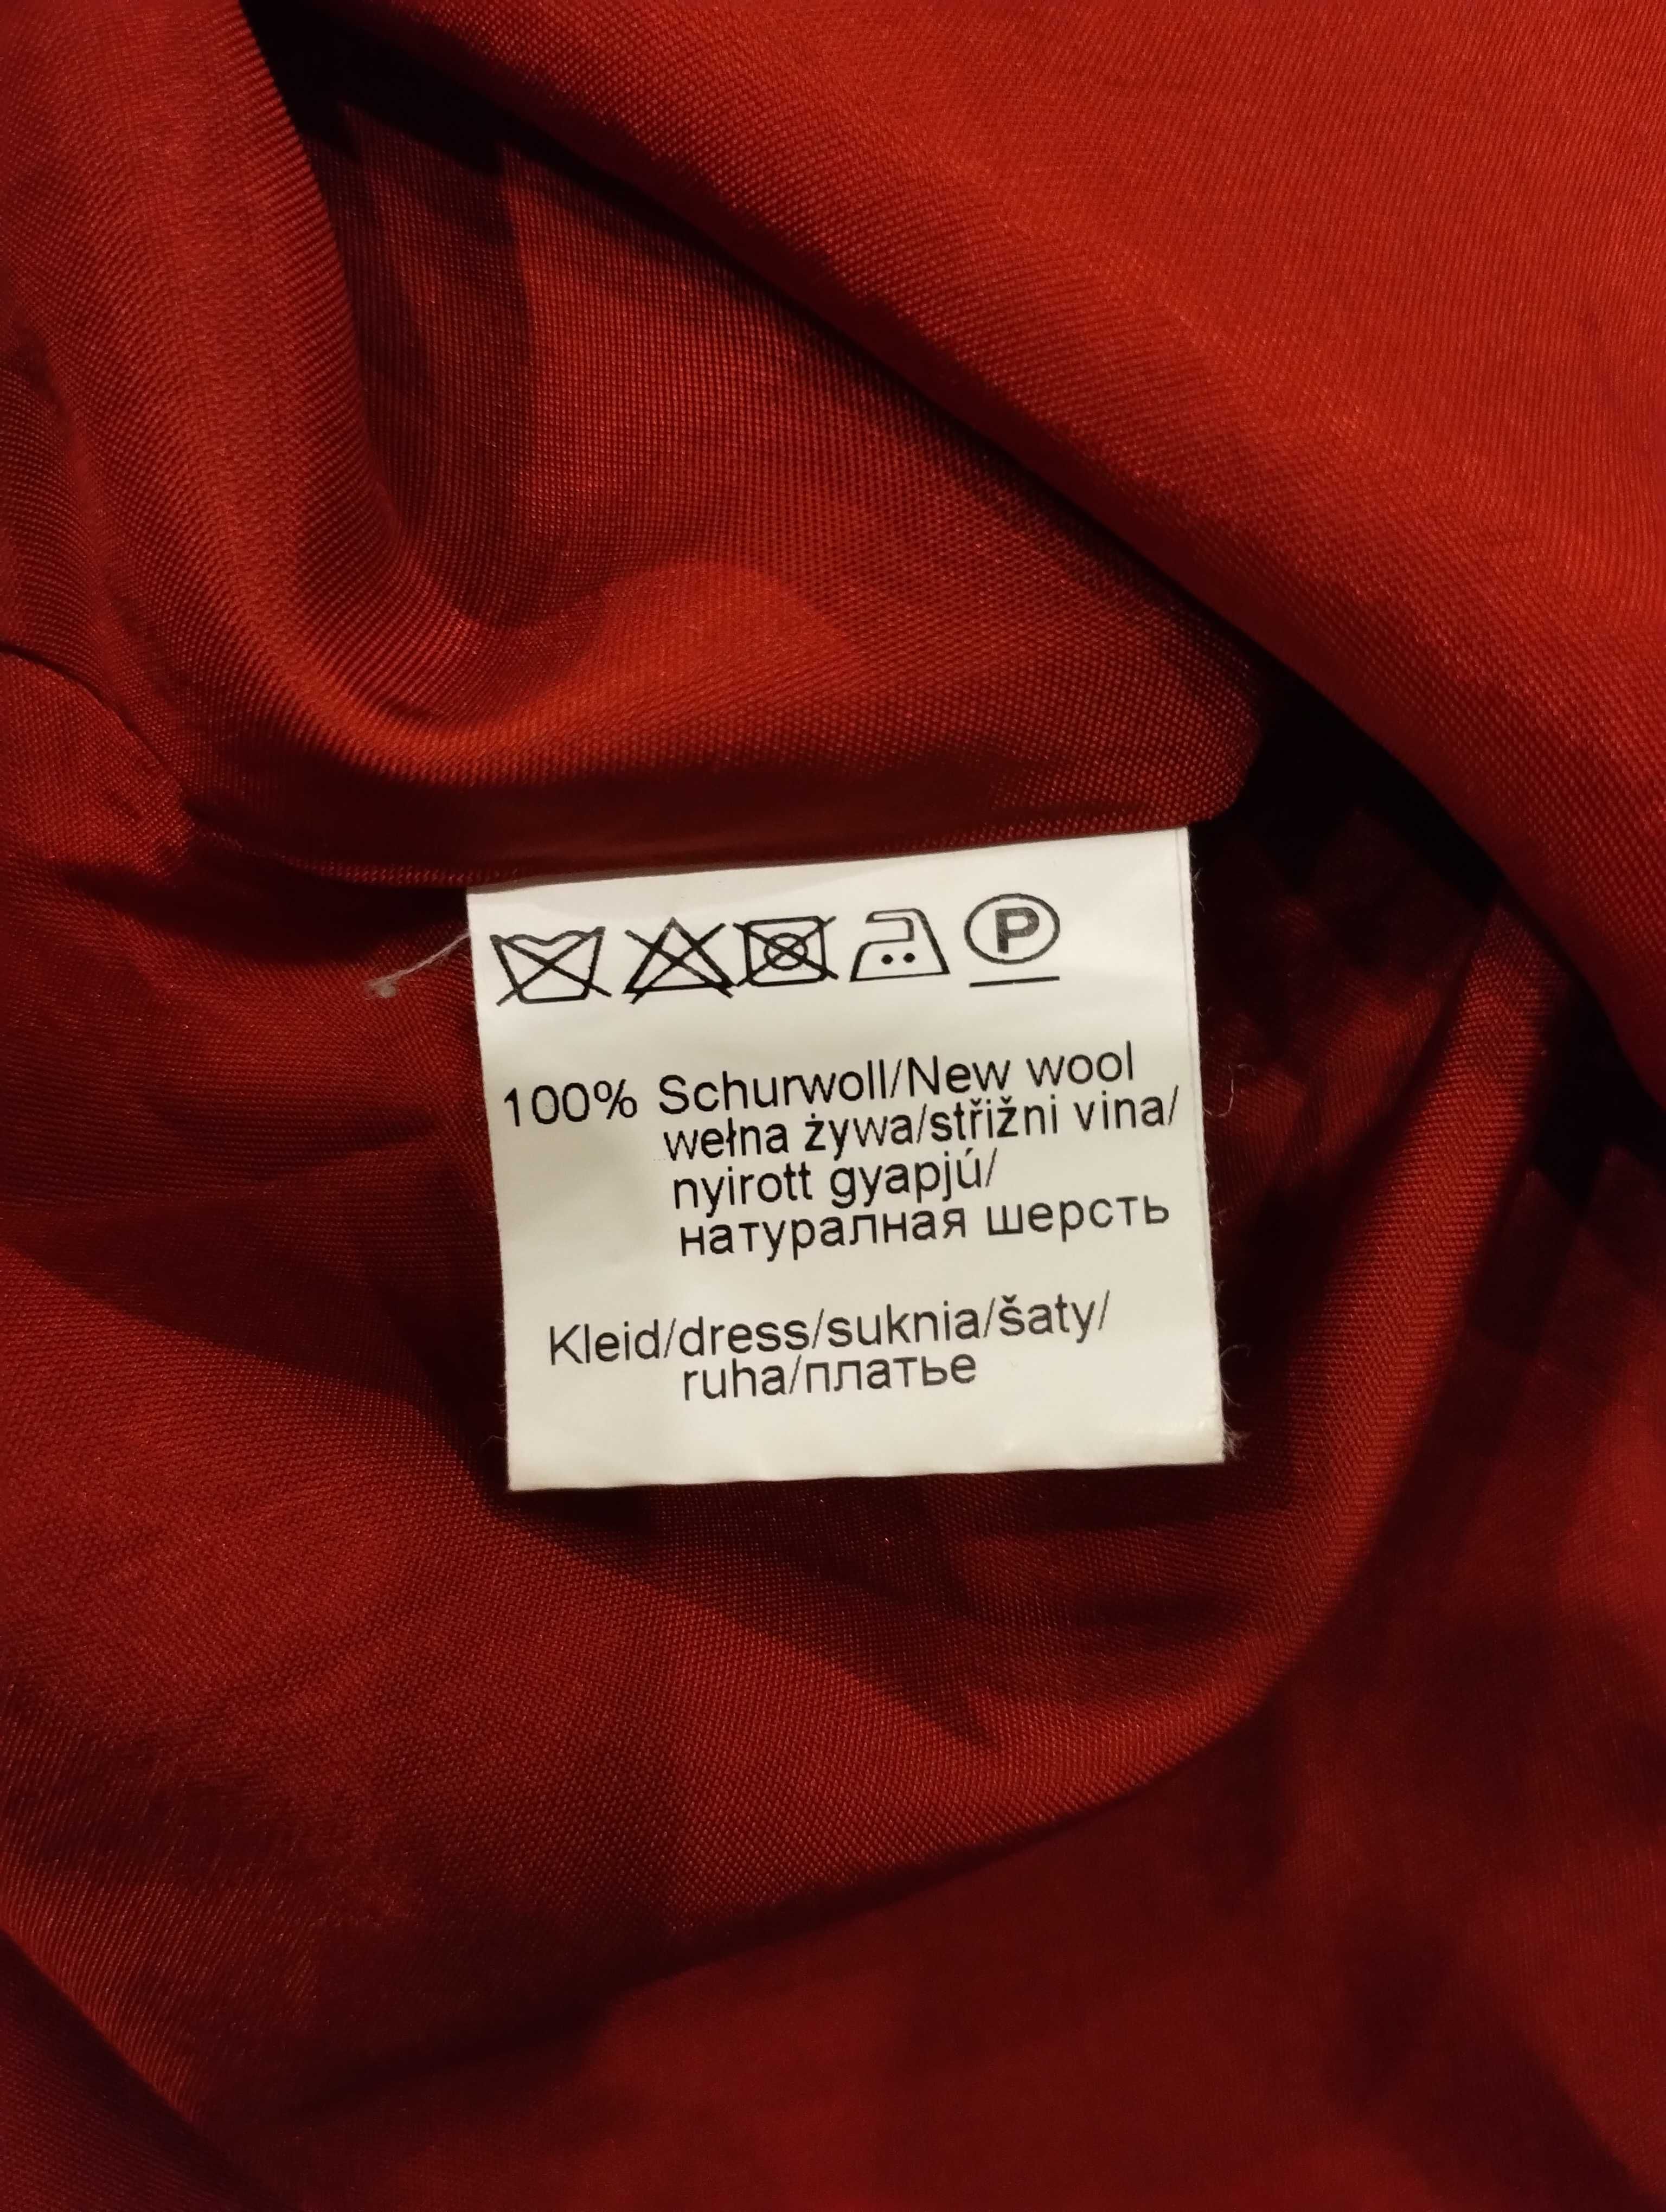 P
100% Schurwoll/New wool
wełna żywa/střižni vina/
nyirott gyapjú/
натуралная шерсть
Kleid/dress/suknia/šaty/
ruha/платье